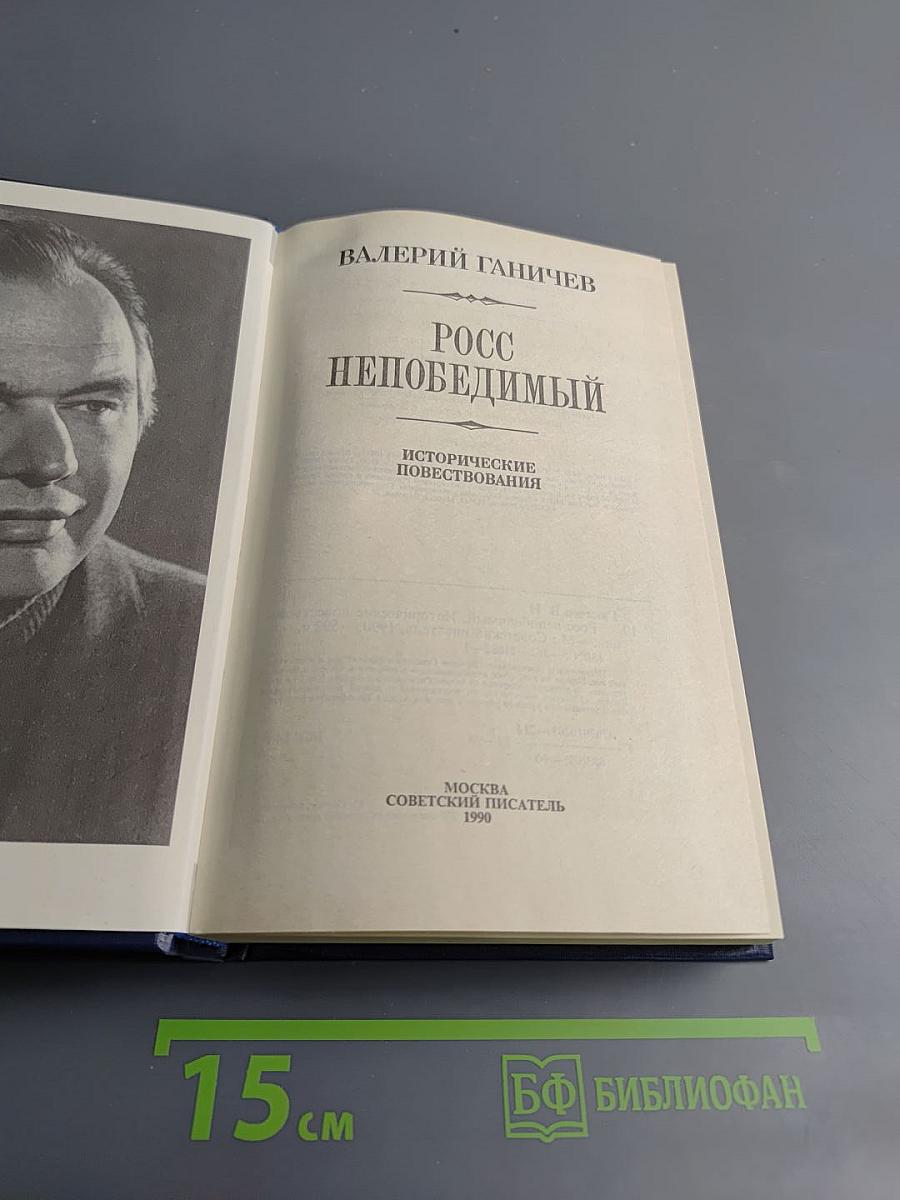 ВАЛЕРИЙ ГАНИЧЕВ
РОСС
НЕПОБЕДИМЫЙ
ИСТОРИЧЕСКИЕ
ПОВЕСТВОВАНИЯ
МОСКВА
СОВЕТСКИЙ ПИСАТЕЛЬ
1990
15 см
БФ БИБЛИОФАН